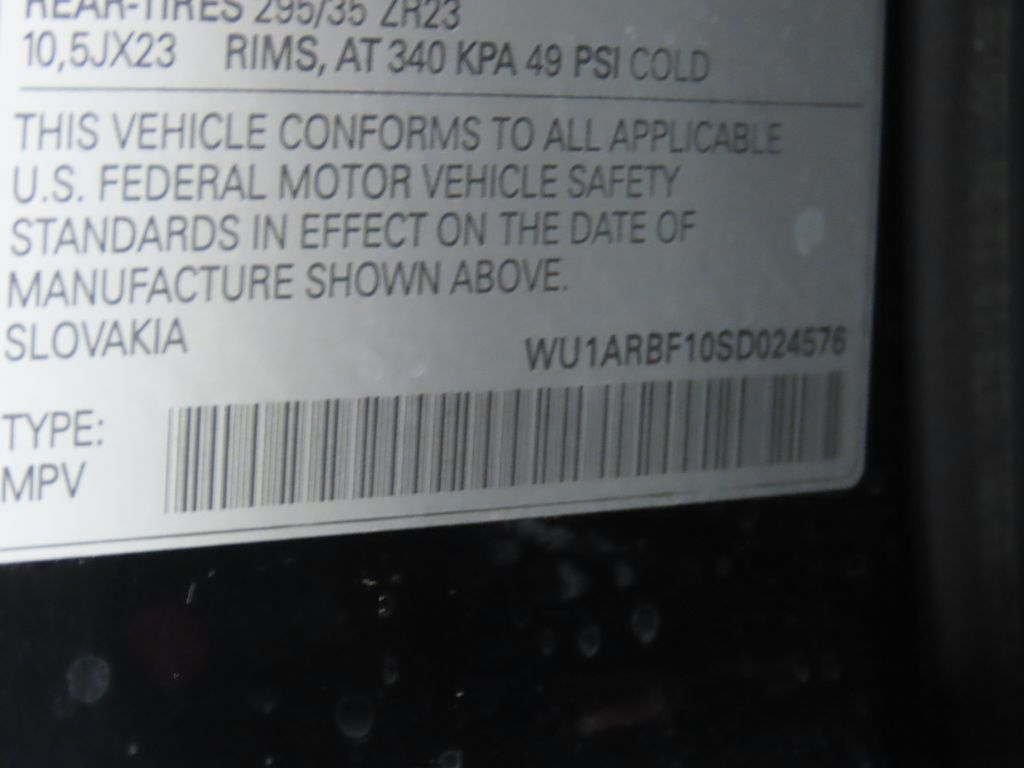 REAR-TIRES 295/35 ZR23
10,5JX23 RIMS, AT 340 KPA 49 PSI COLD
THIS VEHICLE CONFORMS TO ALL APPLICABLE
U.S. FEDERAL MOTOR VEHICLE SAFETY
STANDARDS IN EFFECT ON THE DATE OF
MANUFACTURE SHOWN ABOVE.
SLOVAKIA
WU1ARBF10SD024576
TYPE:
MPV